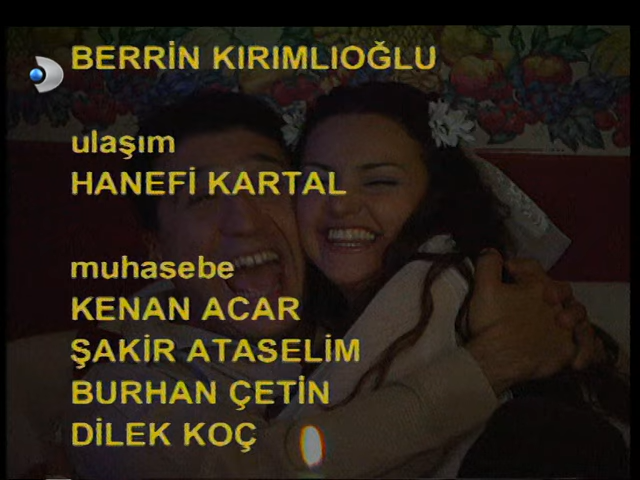 BERRİN KIRIMLIOĞLU
ulaşım
HANEFİ KARTAL
muhasebe
KENAN ACAR
ŞAKİR ATASELİM
BURHAN ÇETİN
DİLEK KOÇ